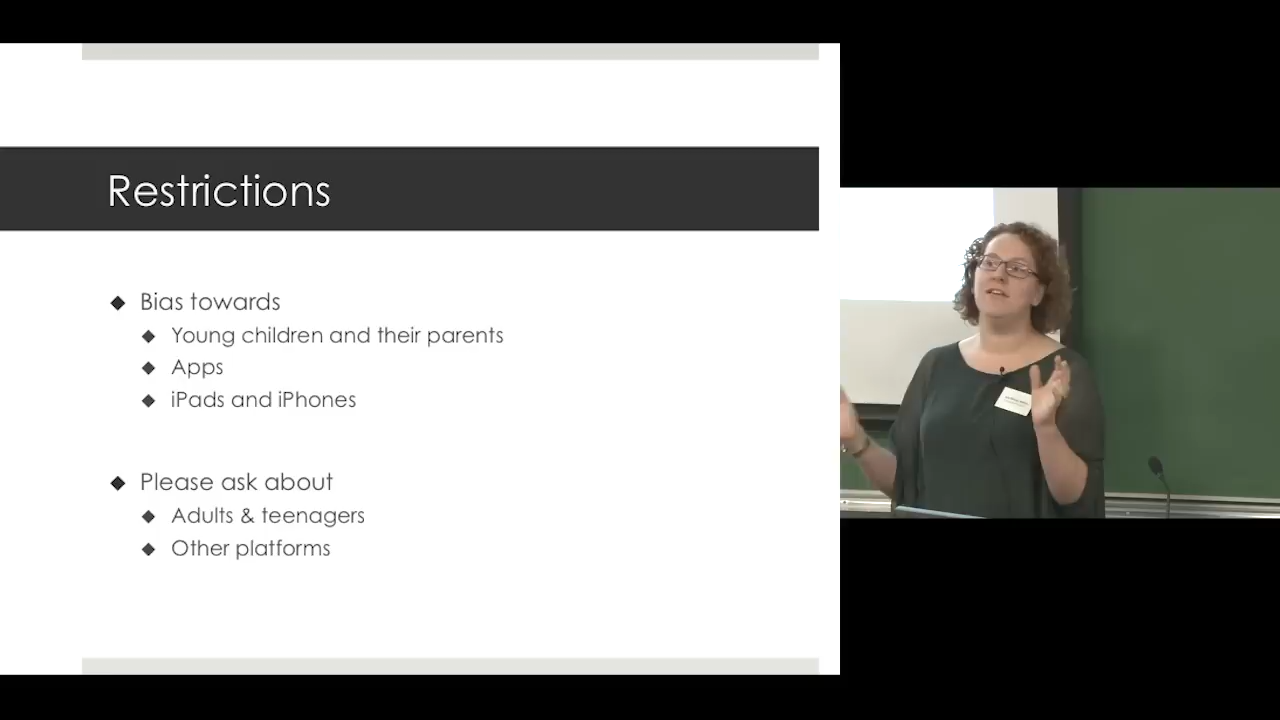 Restrictions
Bias towards
Young children and their parents
Apps
iPads and iPhones
Please ask about
Adults & teenagers
Other platforms